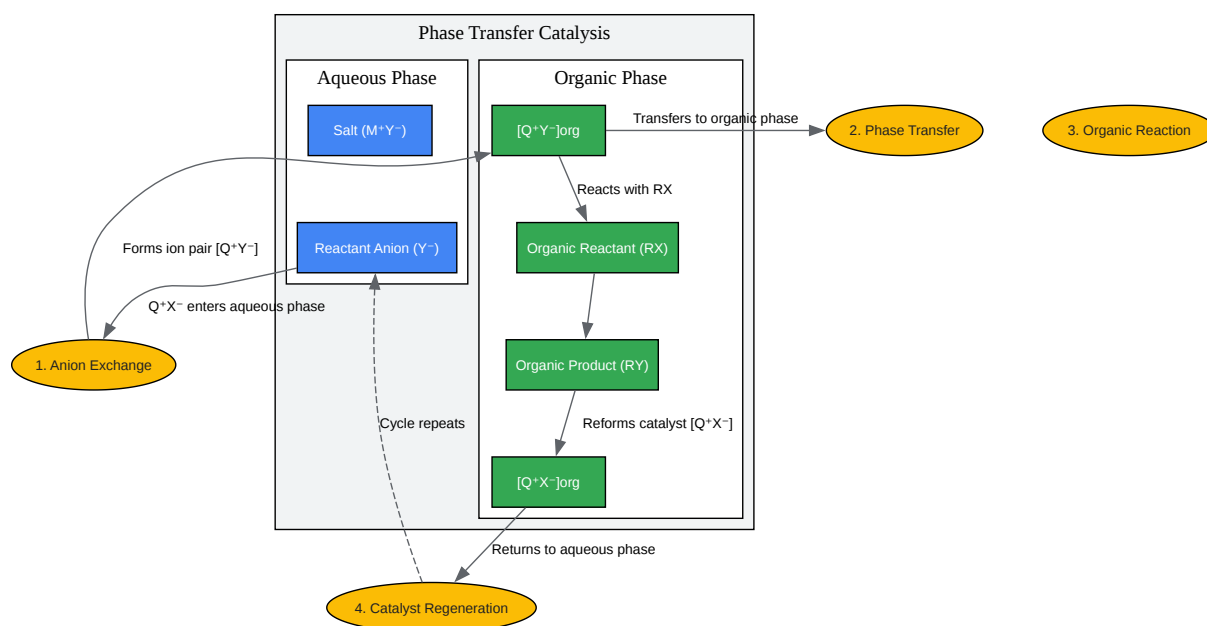 Phase Transfer Catalysis
Aqueous Phase
Organic Phase
Salt (M⁺Y⁻)
[Q⁺Y⁻]org
Transfers to organic phase
2. Phase Transfer
3. Organic Reaction
Reacts with RX
Forms ion pair [Q⁺Y⁻]
Reactant Anion (Y⁻)
Organic Reactant (RX)
Q⁺X⁻ enters aqueous phase
1. Anion Exchange
Organic Product (RY)
Cycle repeats
Reforms catalyst [Q⁺X⁻]
[Q⁺X⁻]org
Returns to aqueous phase
4. Catalyst Regeneration